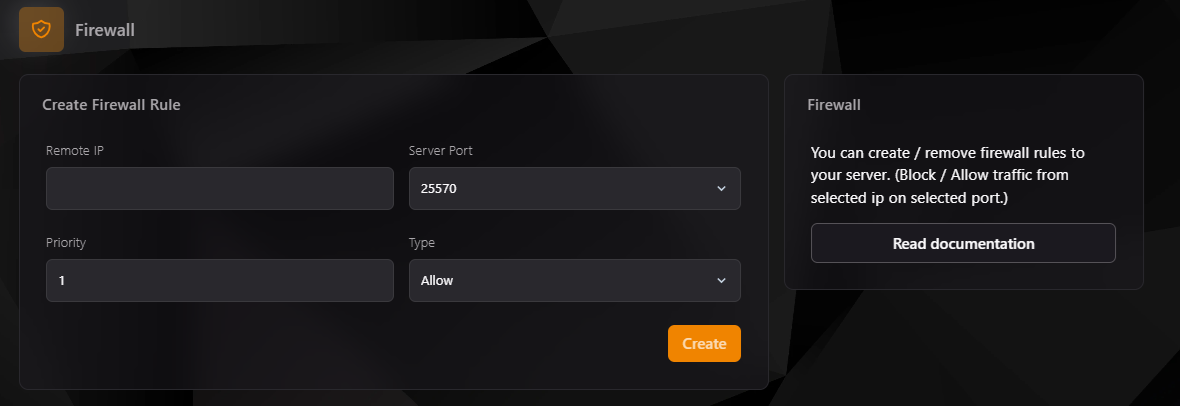 Firewall
Create Firewall Rule
Remote IP
Server Port
25570
Priority
Type
1
Allow
Create
Firewall
You can create / remove firewall rules to
your server. (Block / Allow traffic from
selected ip on selected port.)
Read documentation